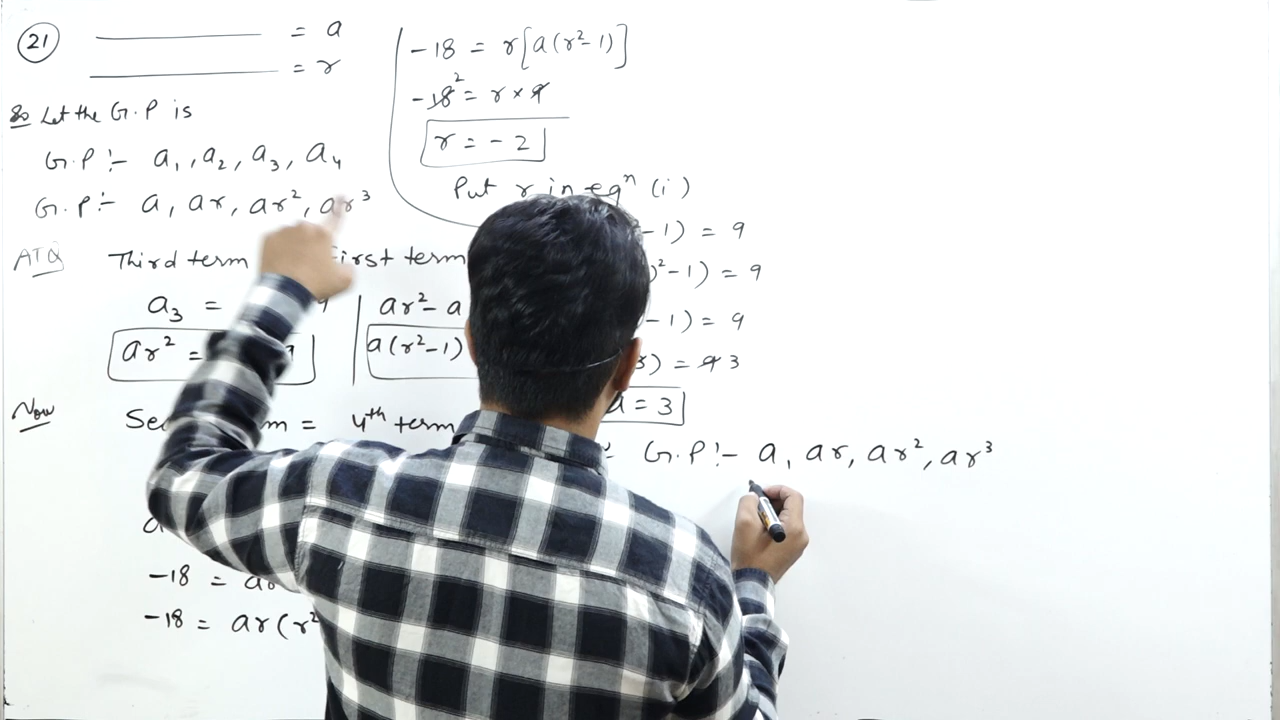 21 = a
= r
So Let the G.P is
G.P :- a₁, a₂, a₃, a₄
G.P :- a, ar, ar², ar³
ATQ Third term First term
a₃ = 9
ar² =
ar² - a
a(r²-1)
Now
term = 4th term
-18 =
-18 = ar(r²
-18 = r[a(r²-1)]
-18 2 = r × 9
r = -2
Put r in eqⁿ (i)
-1) = 9
)²-1) = 9
-1) = 9
3) = 9 3
a = 3
G.P :- a, ar, ar², ar³